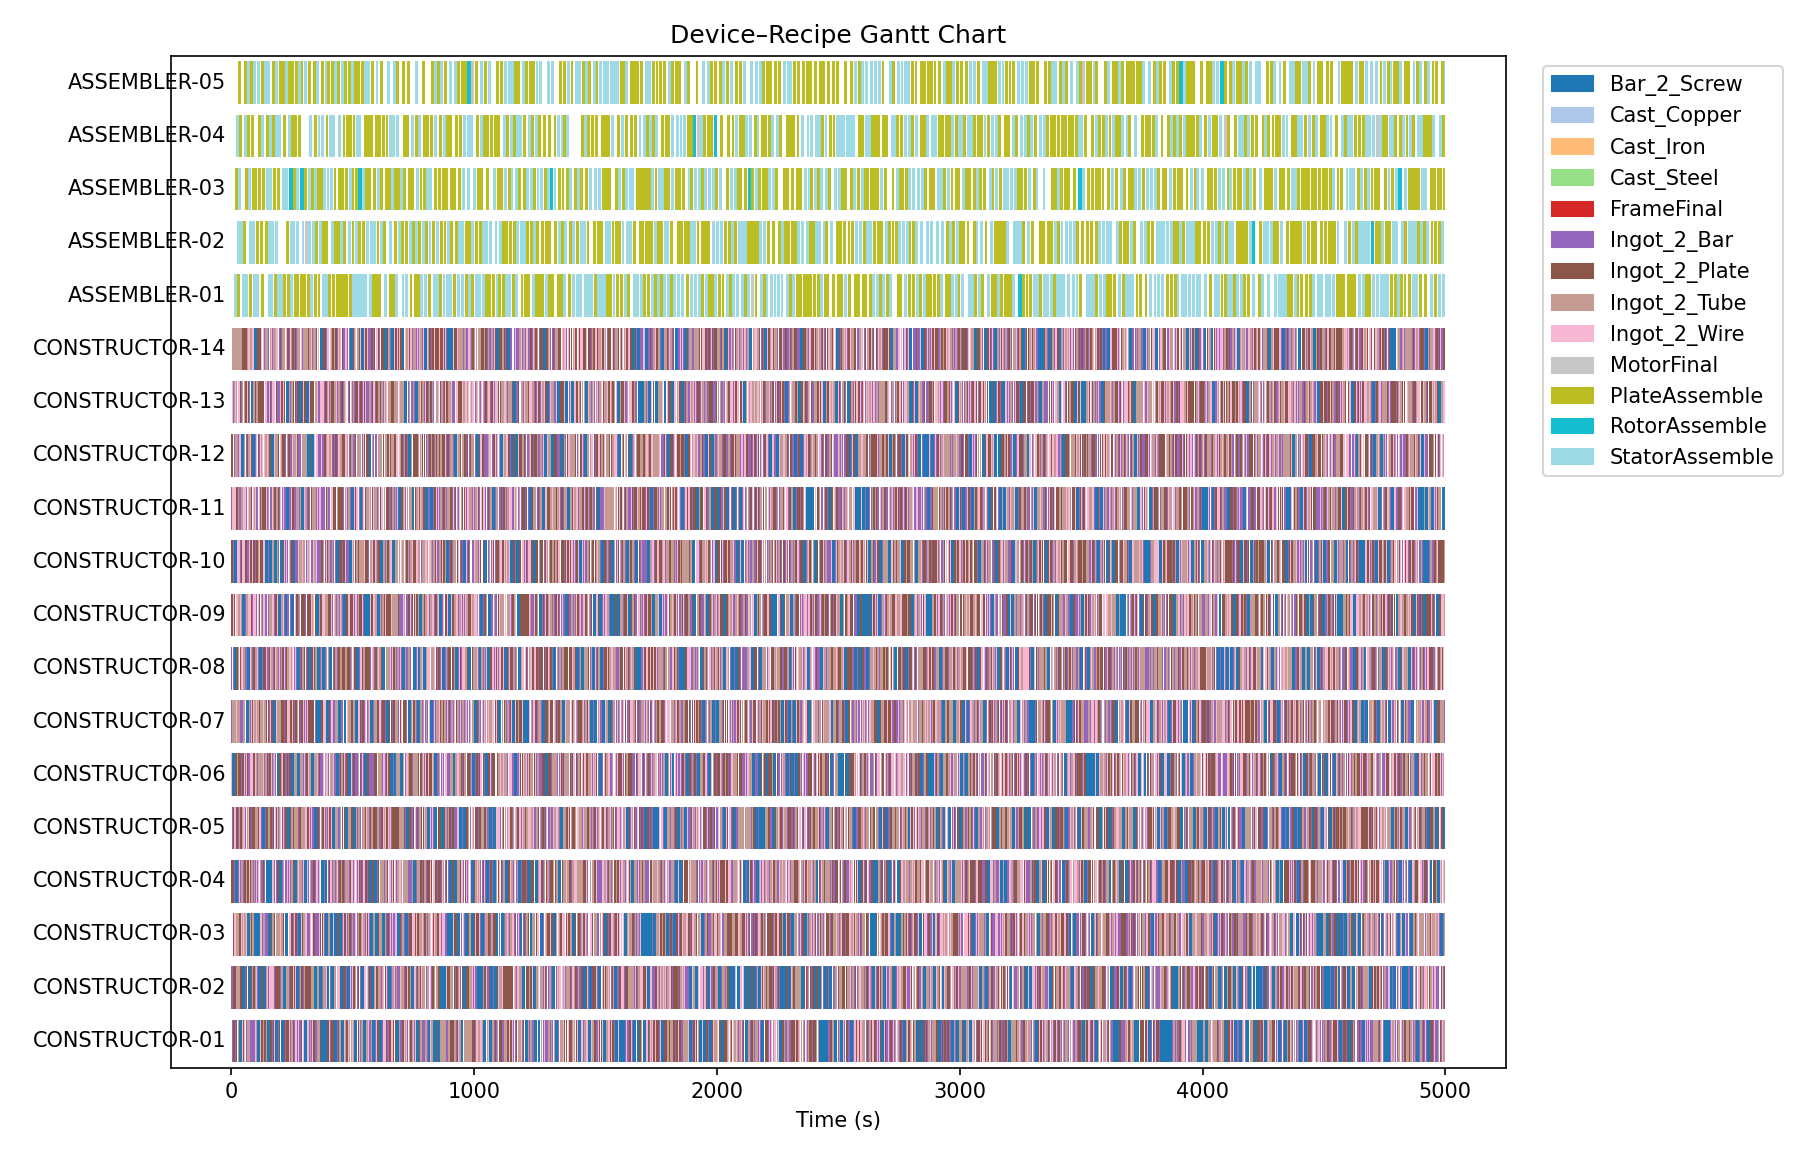 Device–Recipe Gantt Chart
ASSEMBLER-05
ASSEMBLER-04
ASSEMBLER-03
ASSEMBLER-02
ASSEMBLER-01
CONSTRUCTOR-14
CONSTRUCTOR-13
CONSTRUCTOR-12
CONSTRUCTOR-11
CONSTRUCTOR-10
CONSTRUCTOR-09
CONSTRUCTOR-08
CONSTRUCTOR-07
CONSTRUCTOR-06
CONSTRUCTOR-05
CONSTRUCTOR-04
CONSTRUCTOR-03
CONSTRUCTOR-02
CONSTRUCTOR-01
0 1000 2000 3000 4000 5000
Time (s)
Bar_2_Screw
Cast_Copper
Cast_Iron
Cast_Steel
FrameFinal
Ingot_2_Bar
Ingot_2_Plate
Ingot_2_Tube
Ingot_2_Wire
MotorFinal
PlateAssemble
RotorAssemble
StatorAssemble